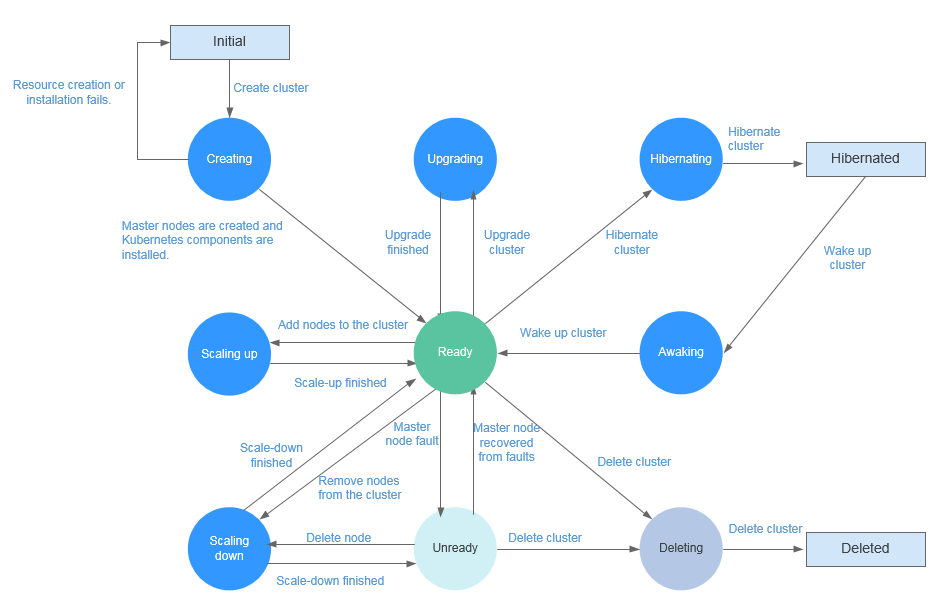 Initial
Resource creation or
installation fails.
Create cluster
Creating
Upgrading
Hibernating
Hibernate
cluster
Hibernated
Master nodes are created and
Kubernetes components are
installed.
Upgrade
finished
Upgrade
cluster
Hibernate
cluster
Wake up
cluster
Add nodes to the cluster
Wake up cluster
Scaling up
Ready
Awaking
Scale-up finished
Scale-down
finished
Master
node fault
Master node
recovered
from faults
Delete cluster
Remove nodes
from the cluster
Scaling
down
Delete node
Unready
Delete cluster
Deleting
Delete cluster
Deleted
Scale-down finished